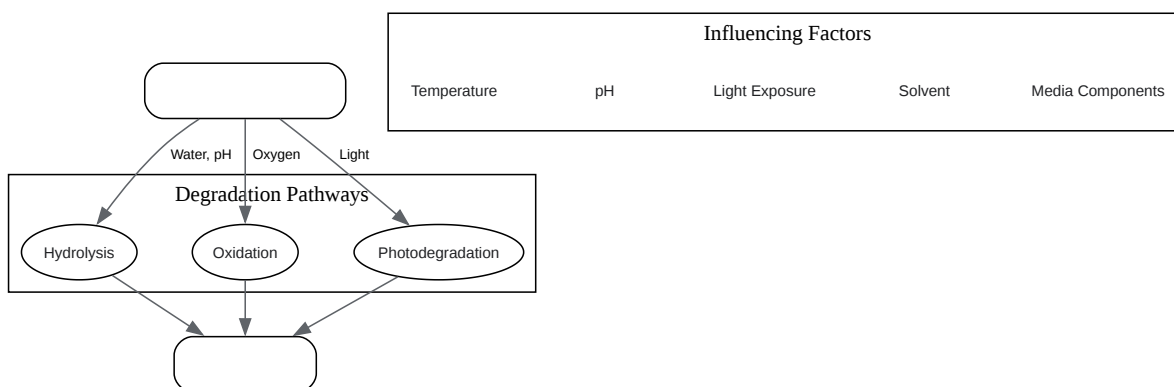 Influencing Factors
Temperature pH Light Exposure Solvent Media Components
Water, pH Oxygen Light
Degradation Pathways
Hydrolysis Oxidation Photodegradation